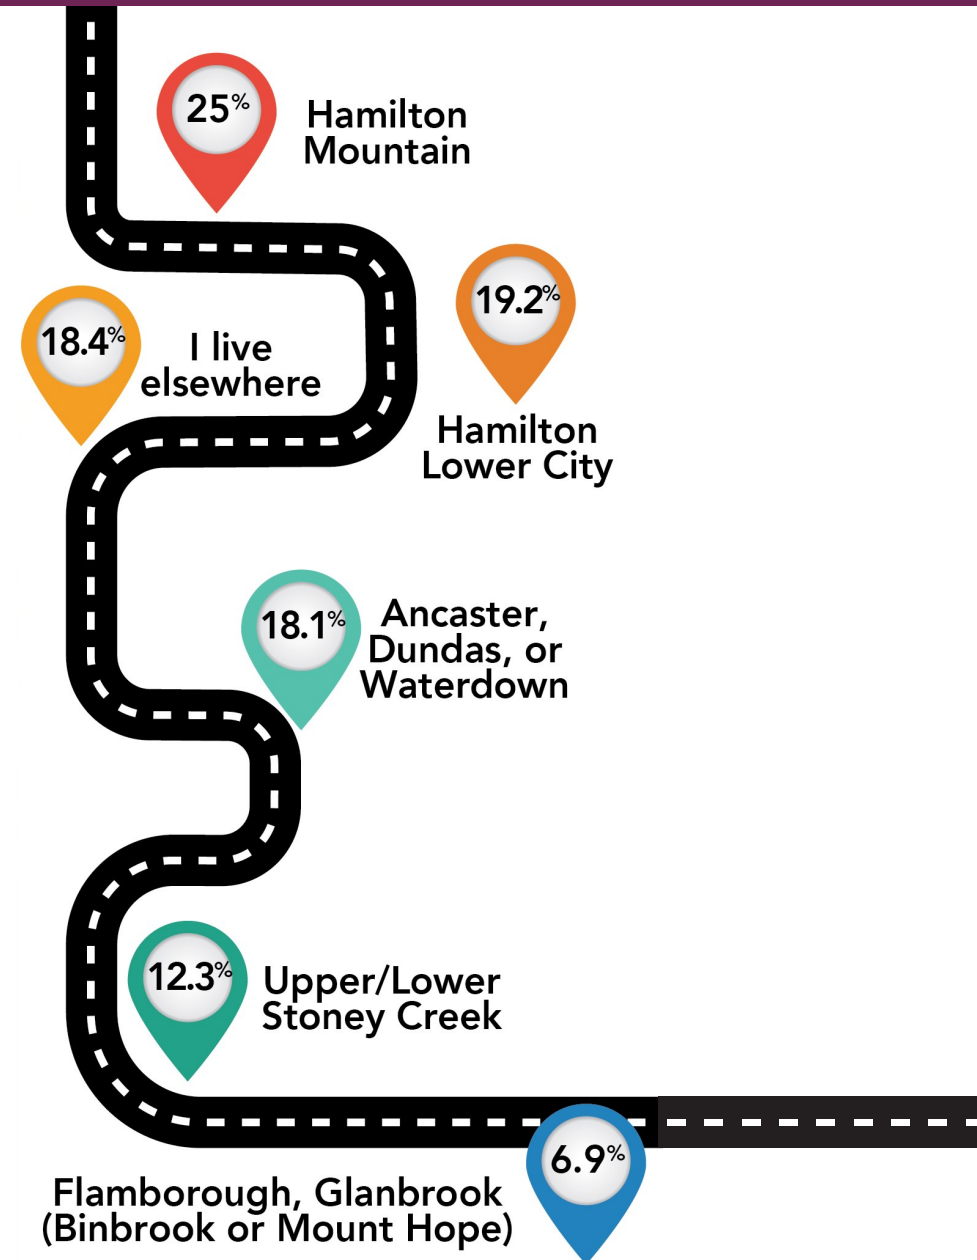 25%
Hamilton
Mountain
19.2%
Hamilton
Lower City
18.4%
I live
elsewhere
18.1%
Ancaster,
Dundas, or
Waterdown
12.3%
Upper/Lower
Stoney Creek
6.9%
Flamborough, Glanbrook
(Binbrook or Mount Hope)